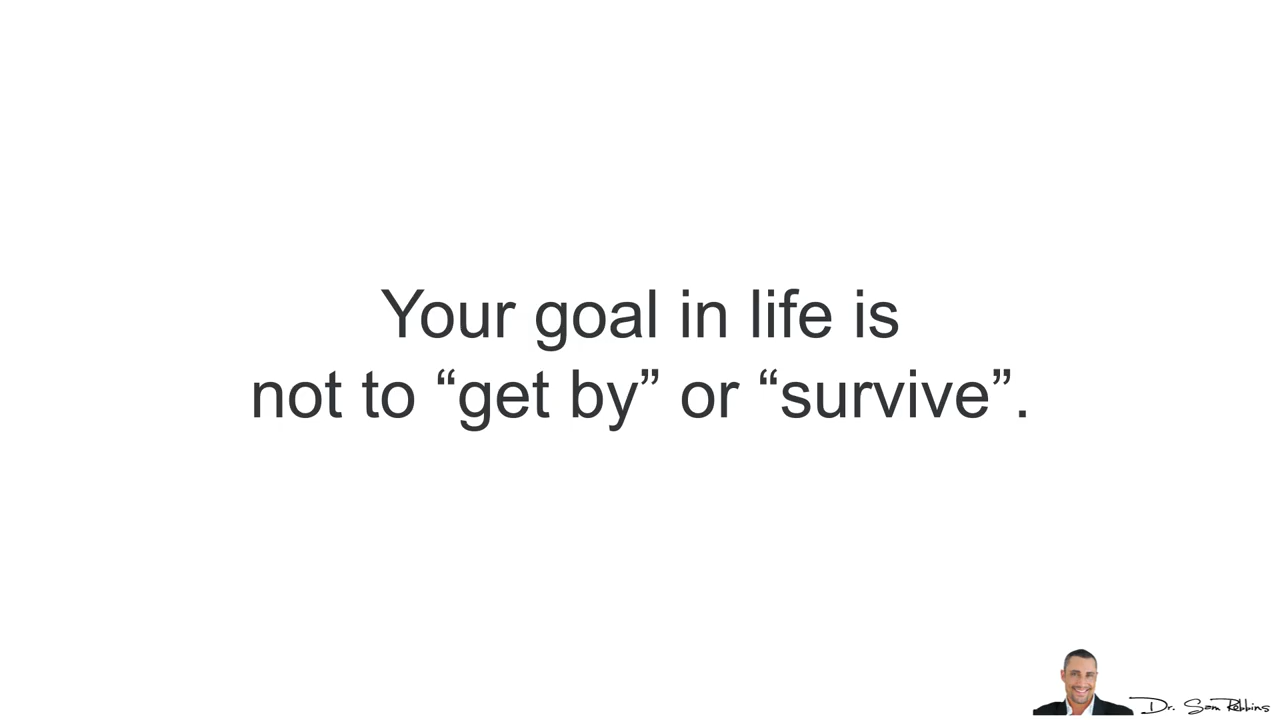 Your goal in life is
not to “get by” or “survive”.
Dr. Sam Robbins